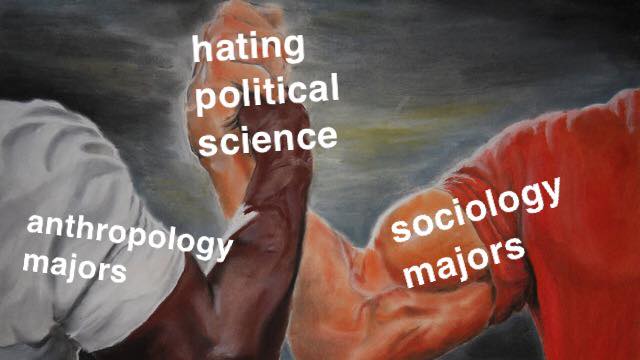 hating
political
science
anthropology
majors
sociology
majors